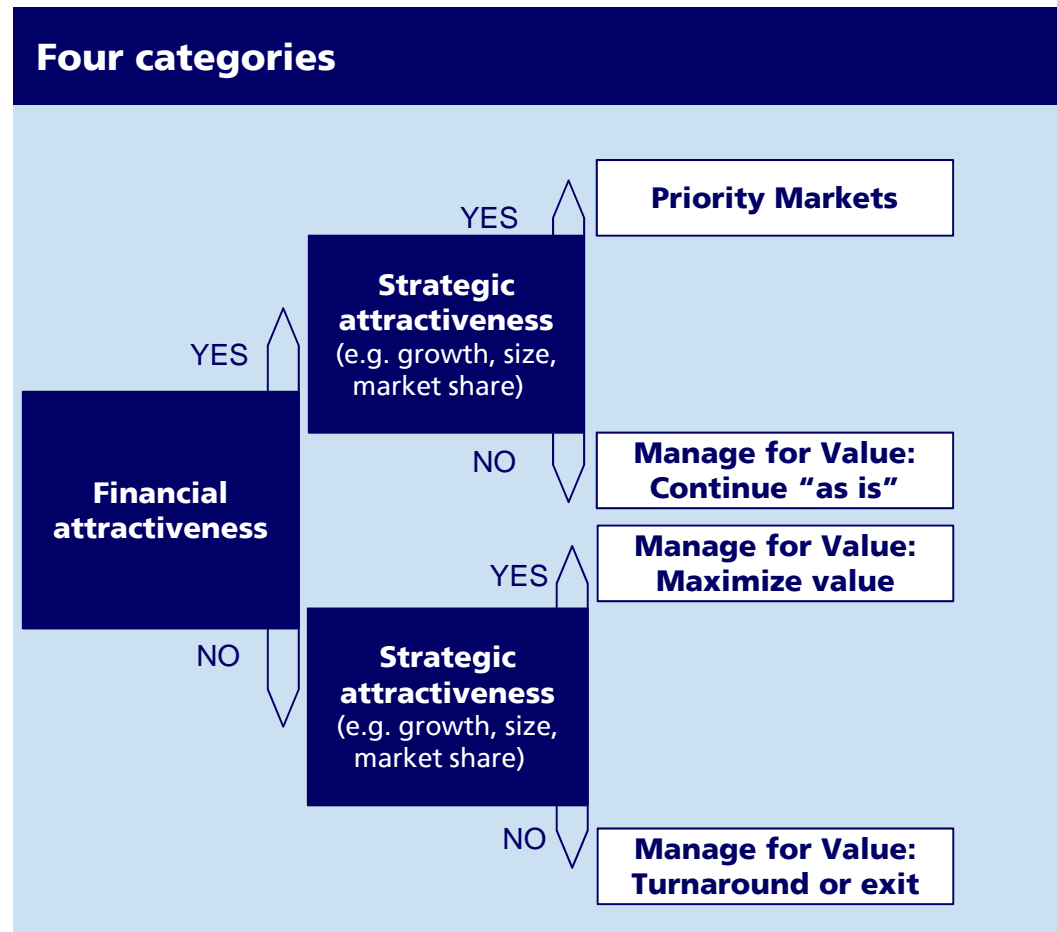 Four categories
YES
Priority Markets
Strategic
attractiveness
(e.g. growth, size,
market share)
YES
NO
Manage for Value:
Continue “as is”
Financial
attractiveness
YES
Manage for Value:
Maximize value
NO
Strategic
attractiveness
(e.g. growth, size,
market share)
NO
Manage for Value:
Turnaround or exit